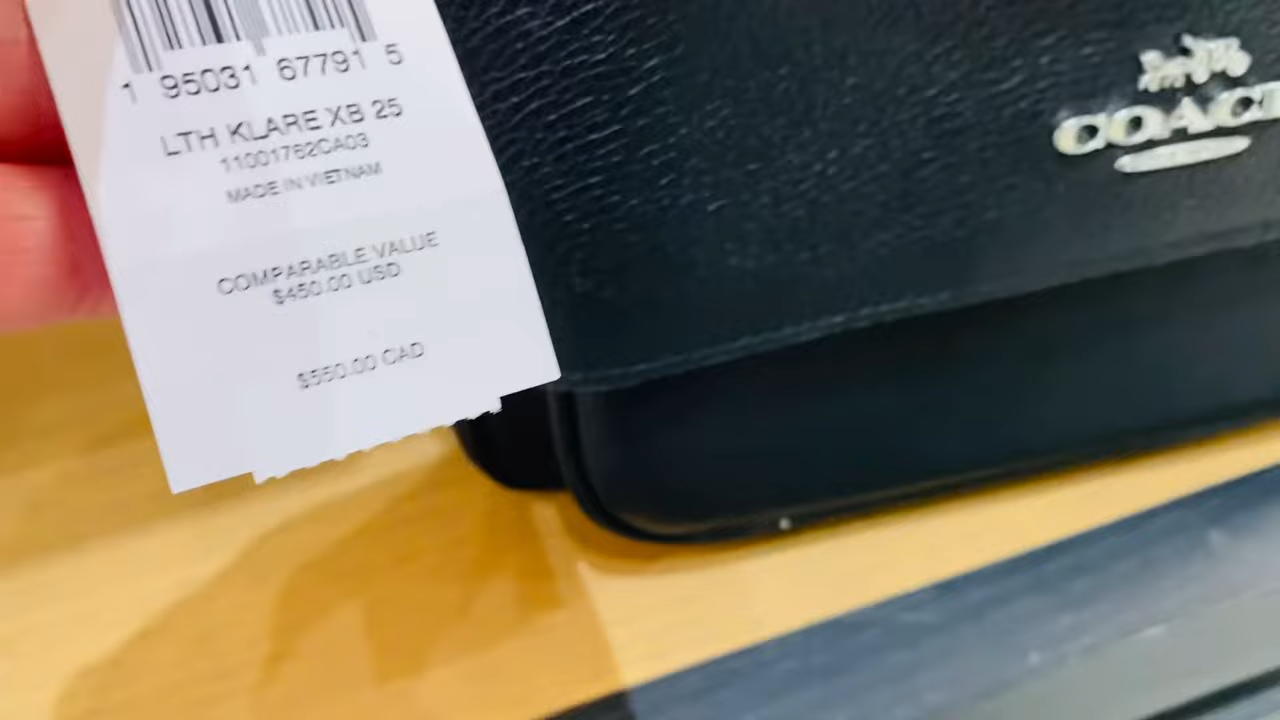 1 95031 67791 5
LTH KLARE XB 25
11001762CA03
MADE IN VIETNAM
COMPARABLE VALUE
$450.00 USD
$550.00 CAD
COACH